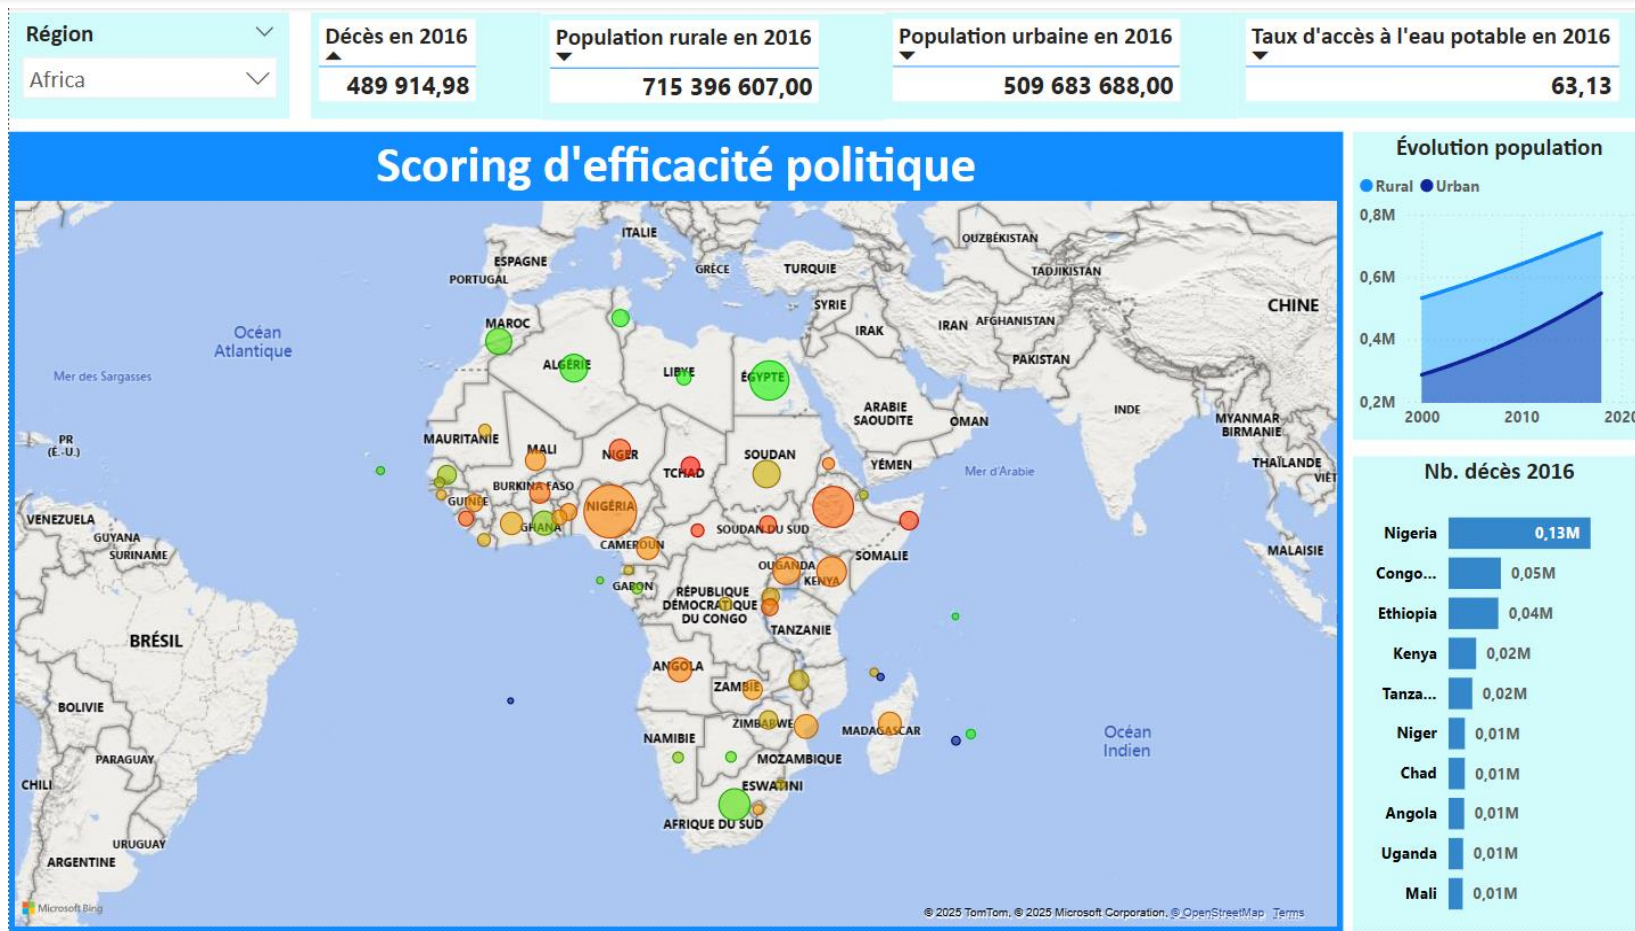 Région
Africa
Décès en 2016
489 914,98
Population rurale en 2016
715 396 607,00
Population urbaine en 2016
509 683 688,00
Taux d'accès à l'eau potable en 2016
63,13
Scoring d'efficacité politique
ITALIE
ESPAGNE
PORTUGAL
GRÈCE
TURQUIE
OUZBÉKISTAN
TADJIKISTAN
SYRIE
IRAK
IRAN
AFGHANISTAN
CHINE
MAROC
Océan
Atlantique
ALGÉRIE
LIBYE
ÉGYPTE
PAKISTAN
Mer des Sargasses
ARABIE
SAOUDITE
OMAN
INDE
MYANMAR
BIRMANIE
PR
(É.-U.)
MAURITANIE
MALI
NIGER
TCHAD
SOUDAN
YÉMEN
Mer d'Arabie
THAÏLANDE
VIÊT
BURKINA FASO
GUINÉE
NIGÉRIA
GHANA
SOUDAN DU SUD
CAMEROUN
SOMALIE
VENEZUELA
GUYANA
SURINAME
MALAISIE
OUGANDA
KENYA
GABON
RÉPUBLIQUE
DÉMOCRATIQUE
DU CONGO
TANZANIE
BRÉSIL
ANGOLA
ZAMBIE
BOLIVIE
ZIMBABWE
MADAGASCAR
NAMIBIE
MOZAMBIQUE
Océan
Indien
PARAGUAY
CHILI
ESWATINI
AFRIQUE DU SUD
URUGUAY
ARGENTINE
Microsoft Bing
© 2025 TomTom, © 2025 Microsoft Corporation, © OpenStreetMap Terms
Évolution population
Rural Urban
0,8M
0,6M
0,4M
0,2M
2000 2010 2020
Nb. décès 2016
Nigeria 0,13M
Congo... 0,05M
Ethiopia 0,04M
Kenya 0,02M
Tanza... 0,02M
Niger 0,01M
Chad 0,01M
Angola 0,01M
Uganda 0,01M
Mali 0,01M